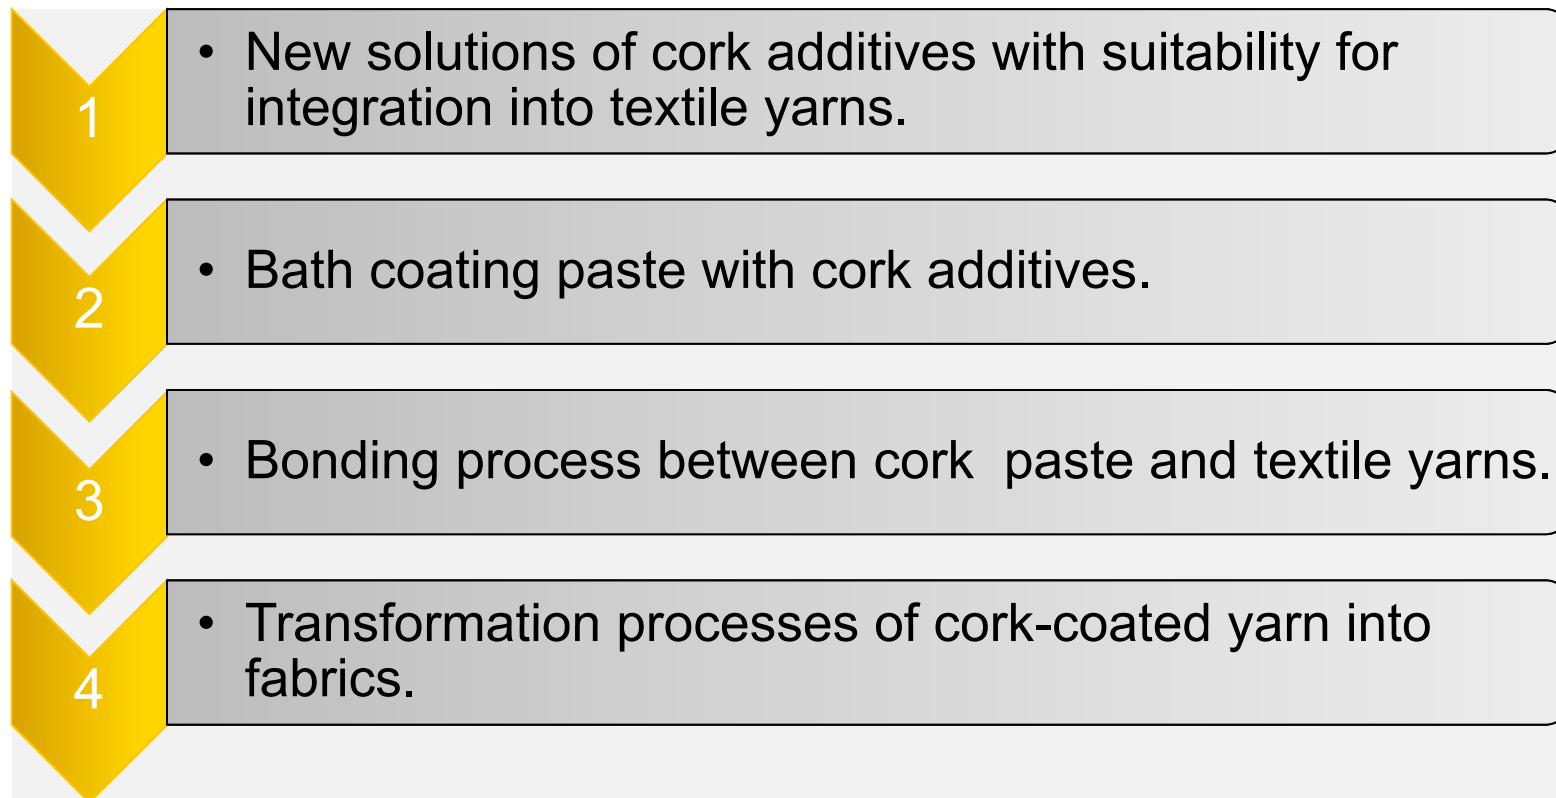 1
• New solutions of cork additives with suitability for
integration into textile yarns.
2
• Bath coating paste with cork additives.
3
• Bonding process between cork  paste and textile yarns.
4
• Transformation processes of cork-coated yarn into
fabrics.